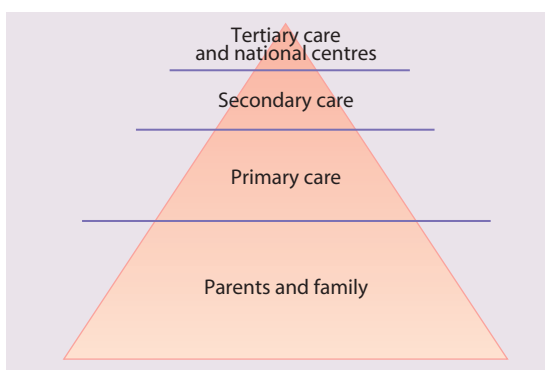 Tertiary care
and national centres
Secondary care
Primary care
Parents and family